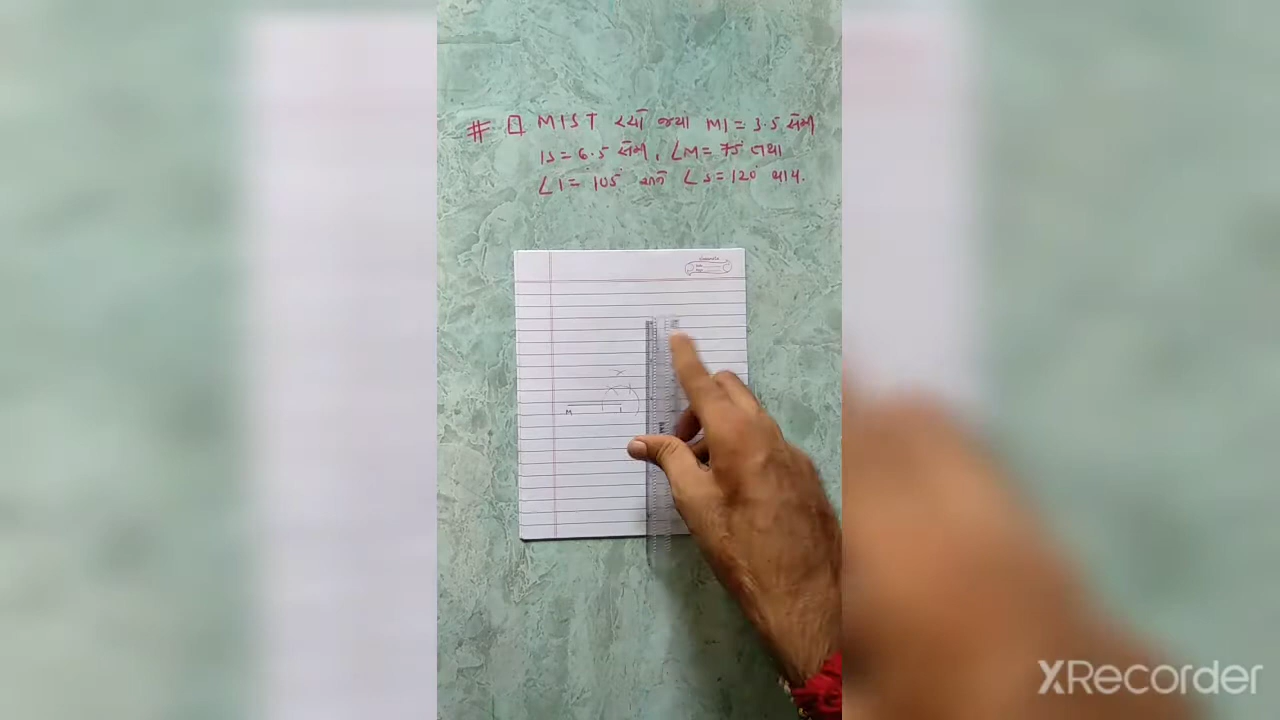 # □ MIST રચો જ્યાં MI = 3.5 સેમી
IS = 6.5 સેમી, ∠M = 75° તથા
∠I = 105° અને ∠S = 120° થાય.
M I
XRecorder